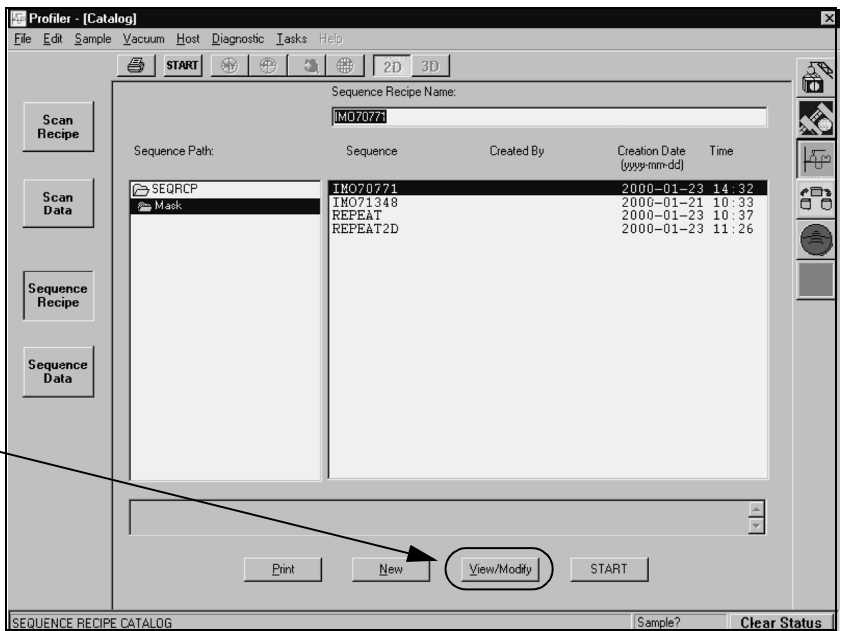 Profiler - [Catalog]
File Edit Sample Vacuum Host Diagnostic Tasks Help
START 2D 3D
Sequence Recipe Name:
IMO70771
Scan
Recipe
Scan
Data
Sequence
Recipe
Sequence
Data
Sequence Path:
SEQRCP
Mask
Sequence Created By Creation Date Time
(yyyy-mm-dd)
IMO70771 2000-01-23 14:32
IMO71348 2000-01-21 10:33
REPEAT 2000-01-23 10:37
REPEAT2D 2000-01-23 11:26
Print New View/Modify START
SEQUENCE RECIPE CATALOG Sample? Clear Status